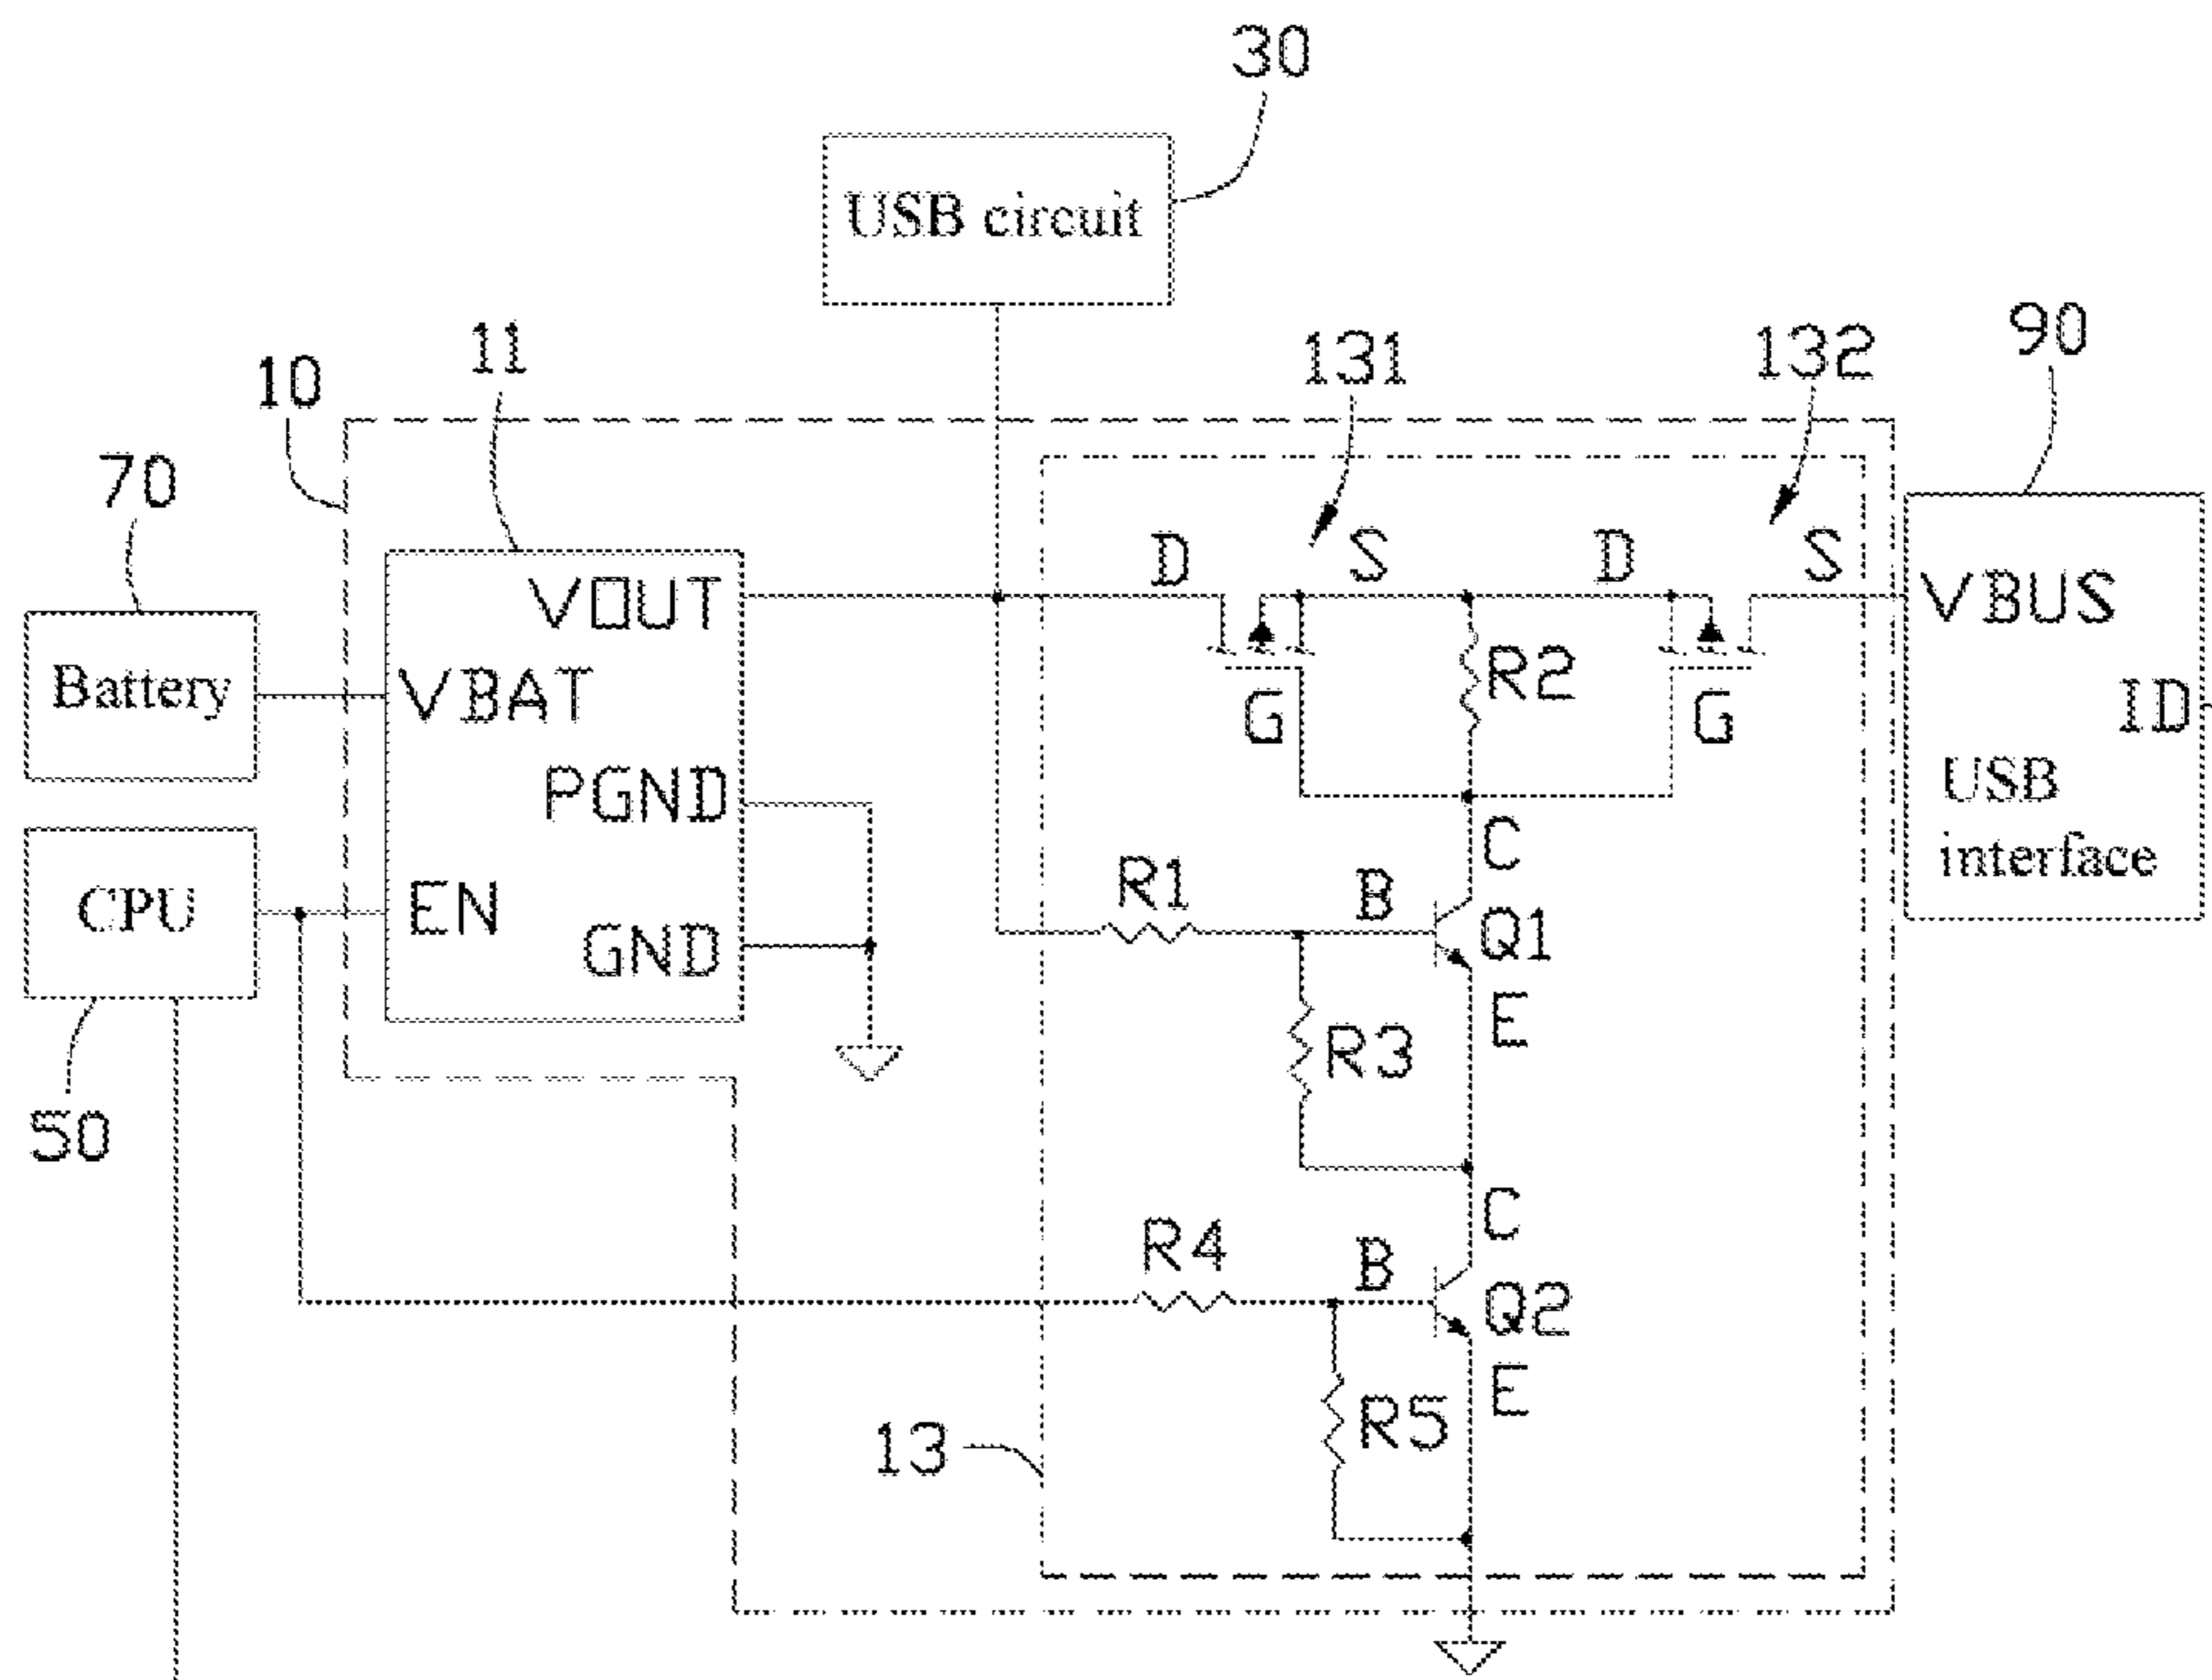 30
USB circuit
10
11
131
132
90
70
D
S
D
S
VOUT
VBUS
Battery
VBAT
R2
G
G
ID
PGND
USB
interface
C
CPU
EN
R1
B
Q1
GND
E
R3
50
C
R4
B
Q2
E
R5
13